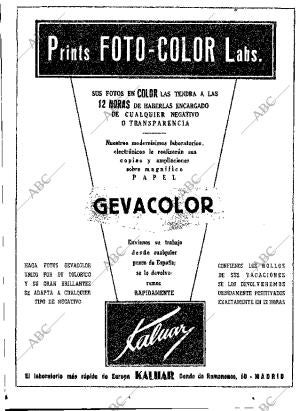 Prints FOTO-COLOR Labs.
SUS FOTOS EN COLOR LAS TENDRA A LAS
12 HORAS DE HABERLAS ENCARGADO
DE CUALQUIER NEGATIVO
O TRANSPARENCIA
Nuestros modernísimos laboratorios
electrónicos le realizarán sus
copias y ampliaciones
sobre magnífico
PAPEL
GEVACOLOR
Envíenos su trabajo
desde cualquier
punto de España;
se lo devolve-
remos
RAPIDAMENTE
HAGA FOTOS GEVACOLOR
UNICO POR SU COLORIDO
Y SU GRAN BRILLANTEZ
SE ADAPTA A CUALQUIER
TIPO DE NEGATIVO
CONFIENOS LOS ROLLOS
DE SUS VACACIONES
SE LOS DEVOLVEREMOS
DEBIDAMENTE POSITIVADOS
EXACTAMENTE EN 12 HORAS
Kalmar
El laboratorio más rápido de Europa KALMAR Conde de Romanones, 10 - MADRID